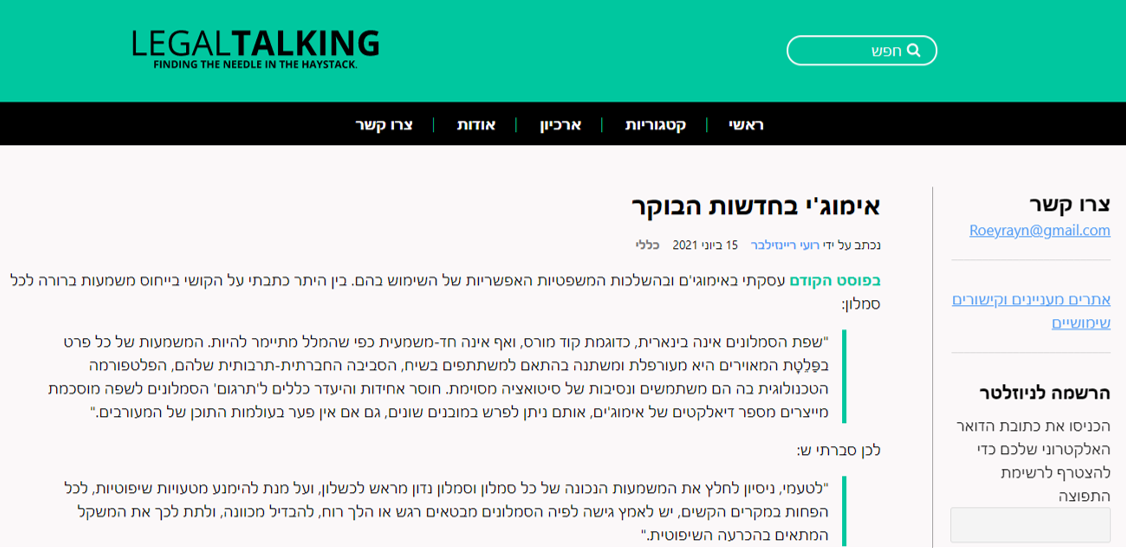 LEGALTALKING
FINDING THE NEEDLE IN THE HAYSTACK.
חפש
ראשי
קטגוריות
ארכיון
אודות
צרו קשר
צרו קשר
Roeyrayn@gmail.com
אתרים מעניינים וקישורים
שימושיים
הרשמה לניוזלטר
הכניסו את כתובת הדואר
האלקטרוני שלכם כדי
להצטרף לרשימת
התפוצה
אימוג'י בחדשות הבוקר
נכתב על ידי רועי ריינזילבר 15 ביוני 2021 כללי
בפוסט הקודם עסקתי באימוג'ים ובהשלכות המשפטיות האפשריות של השימוש בהם. בין היתר כתבתי על הקושי בייחוס משמעות ברורה לכל
סמלון:
"שפת הסמלונים אינה בינארית, כדוגמת קוד מורס, ואף אינה חד-משמעית כפי שהמלל מתיימר להיות. המשמעות של כל פרט
בפָּלֶטָת המאוירים היא מעורפלת ומשתנה בהתאם למשתתפים בשיח, הסביבה החברתית-תרבותית שלהם, הפלטפורמה
הטכנולוגית בה הם משתמשים ונסיבות של סיטואציה מסוימת. חוסר אחידות והיעדר כללים ל'תרגום' הסמלונים לשפה מוסכמת
מייצרים מספר דיאלקטים של אימוג'ים, אותם ניתן לפרש במובנים שונים, גם אם אין פער בעולמות התוכן של המעורבים."
לכן סברתי ש:
"לטעמי, ניסיון לחלץ את המשמעות הנכונה של כל סמלון וסמלון נדון מראש לכשלון, ועל מנת להימנע מטעויות שיפוטיות, לכל
הפחות במקרים הקשים, יש לאמץ גישה לפיה הסמלונים מבטאים רגש או הלך רוח, להבדיל מכוונה, ולתת לכך את המשקל
המתאים בהכרעה השיפוטית."